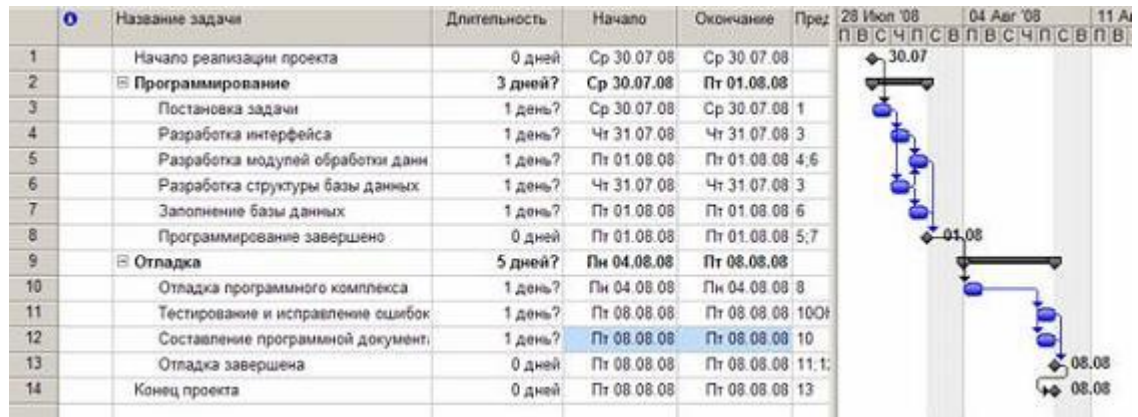 Название задачи Длительность Начало Окончание Пред 28 Июл '08 04 Авг '08 11 А
П В С Ч П С В П В С Ч П С В П В
1 Начало реализации проекта 0 дней Ср 30.07.08 Ср 30.07.08 30.07
2 Программирование 3 дней? Ср 30.07.08 Пт 01.08.08
3 Постановка задачи 1 день? Ср 30.07.08 Ср 30.07.08 1
4 Разработка интерфейса 1 день? Чт 31.07.08 Чт 31.07.08 3
5 Разработка модулей обработки данн 1 день? Пт 01.08.08 Пт 01.08.08 4;6
6 Разработка структуры базы данных 1 день? Чт 31.07.08 Чт 31.07.08 3
7 Заполнение базы данных 1 день? Пт 01.08.08 Пт 01.08.08 6
8 Программирование завершено 0 дней Пт 01.08.08 Пт 01.08.08 5;7 01.08
9 Отладка 5 дней? Пн 04.08.08 Пт 08.08.08
10 Отладка программного комплекса 1 день? Пн 04.08.08 Пн 04.08.08 8
11 Тестирование и исправление ошибок 1 день? Пт 08.08.08 Пт 08.08.08 10ОН
12 Составление программной документа 1 день? Пт 08.08.08 Пт 08.08.08 10
13 Отладка завершена 0 дней Пт 08.08.08 Пт 08.08.08 11;12 08.08
14 Конец проекта 0 дней Пт 08.08.08 Пт 08.08.08 13 08.08